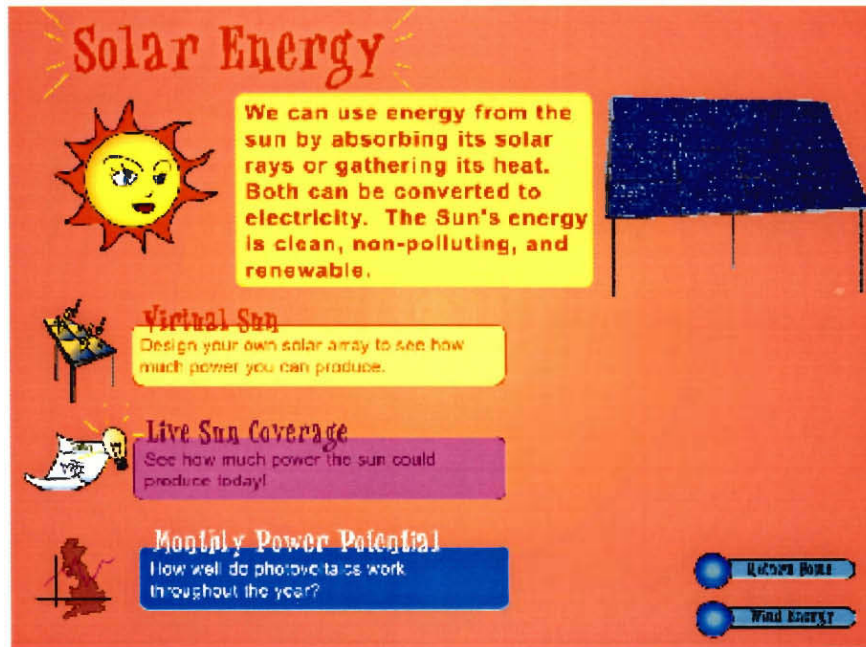 Solar Energy
We can use energy from the
sun by absorbing its solar
rays or gathering its heat.
Both can be converted to
electricity. The Sun's energy
is clean, non-polluting, and
renewable.
Virtual Sun
Design your own solar array to see how
much power you can produce.
Live Sun Coverage
See how much power the sun could
produce today!
Monthly Power Potential
How well do photovoltaics work
throughout the year?
Return Home
Wind Energy